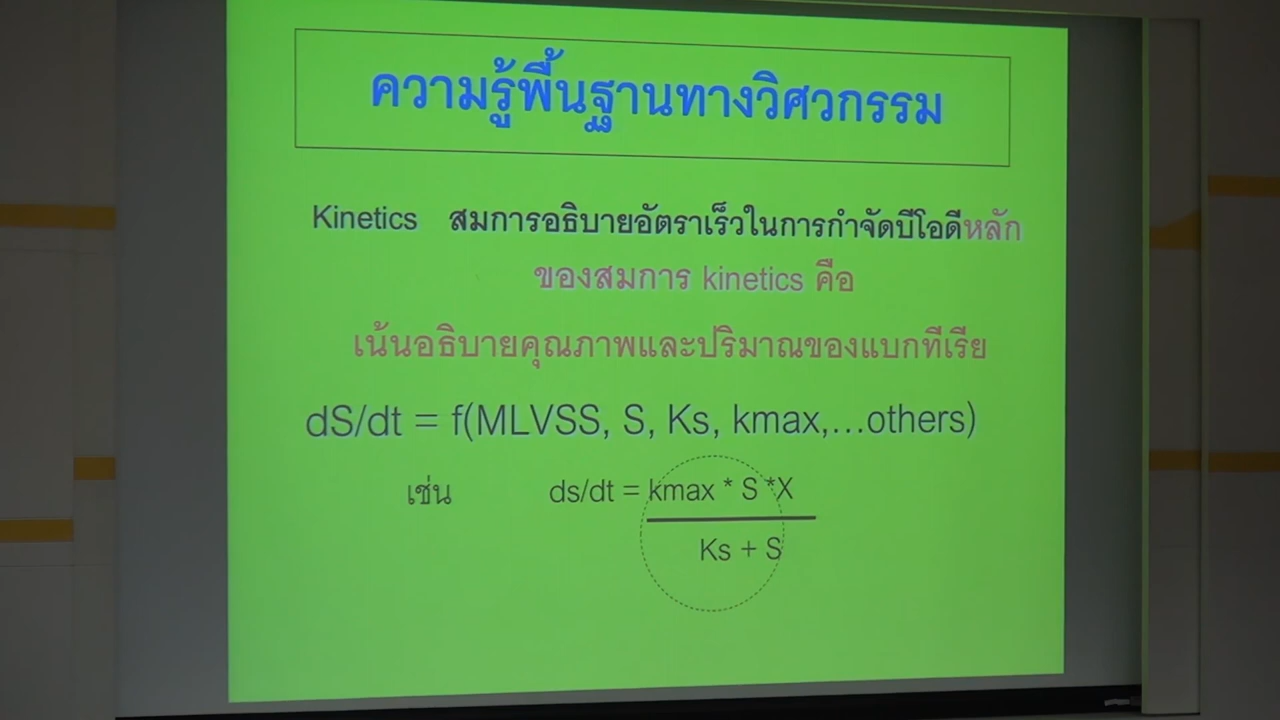 ความรู้พื้นฐานทางวิศวกรรม
Kinetics สมการอธิบายอัตราเร็วในการกำจัดบีโอดีหลัก
ของสมการ kinetics คือ
เน้นอธิบายคุณภาพและปริมาณของแบกทีเรีย
dS/dt = f(MLVSS, S, Ks, kmax,...others)
เช่น ds/dt = kmax * S *X
Ks + S